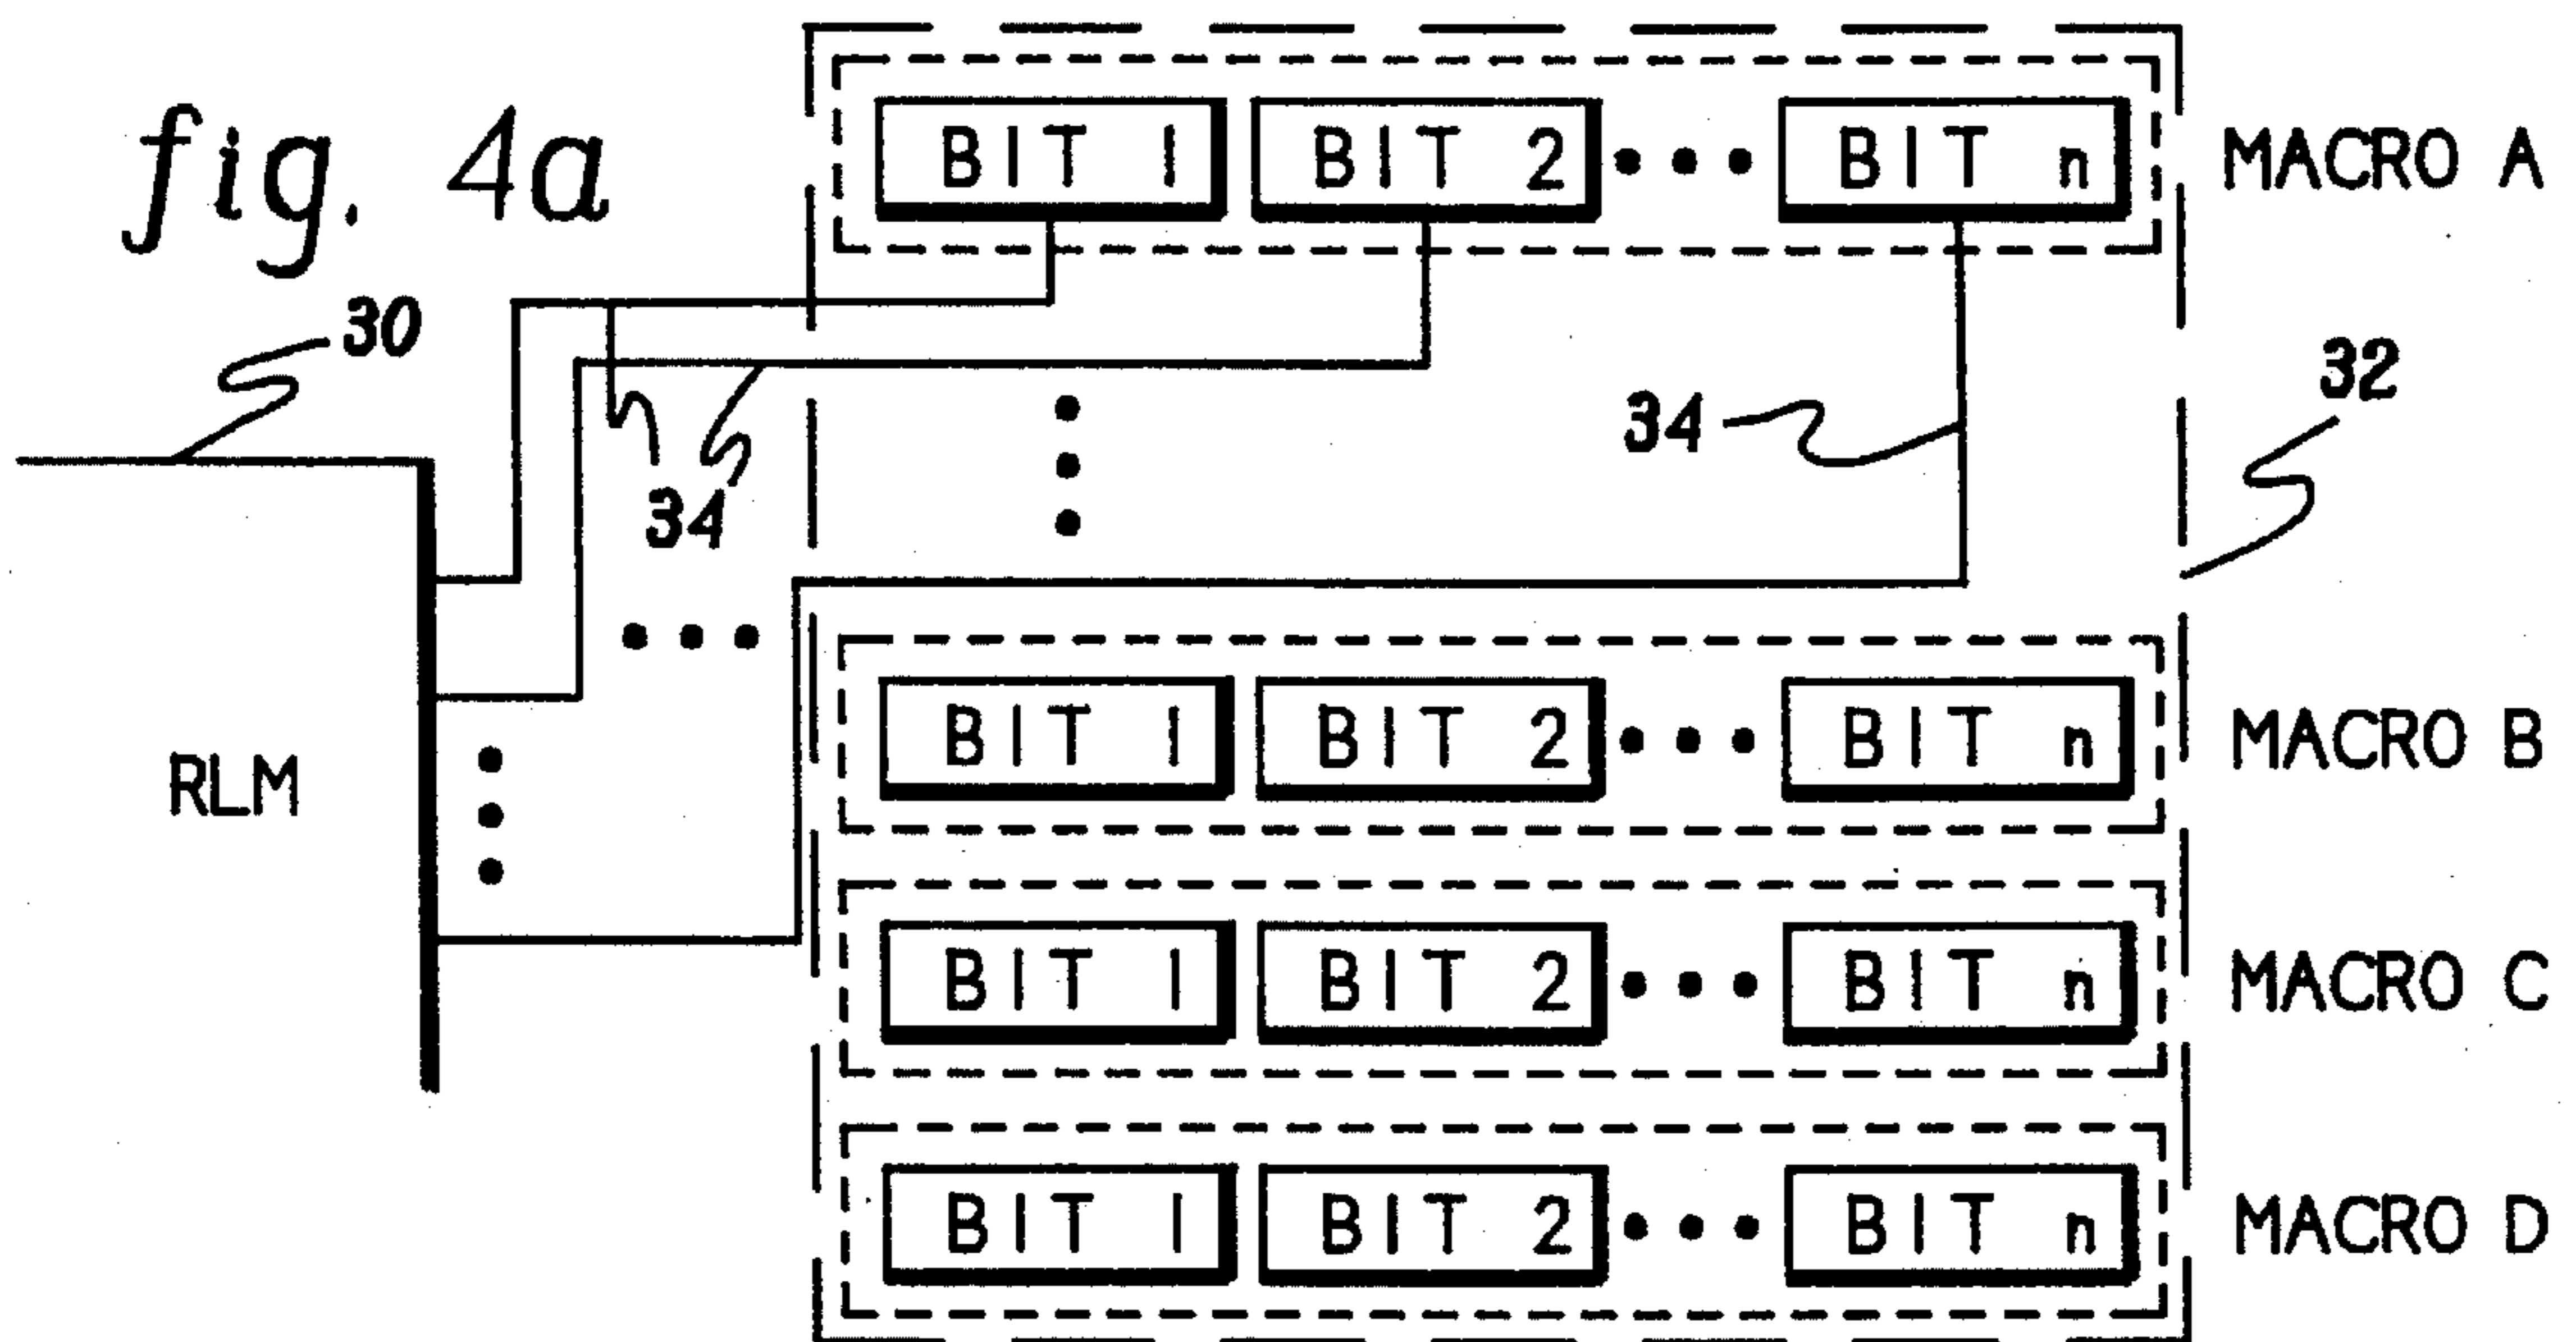 fig. 4a
BIT 1 BIT 2 ••• BIT n MACRO A
30
32
34
34
BIT 1 BIT 2 ••• BIT n MACRO B
RLM
BIT 1 BIT 2 ••• BIT n MACRO C
BIT 1 BIT 2 ••• BIT n MACRO D